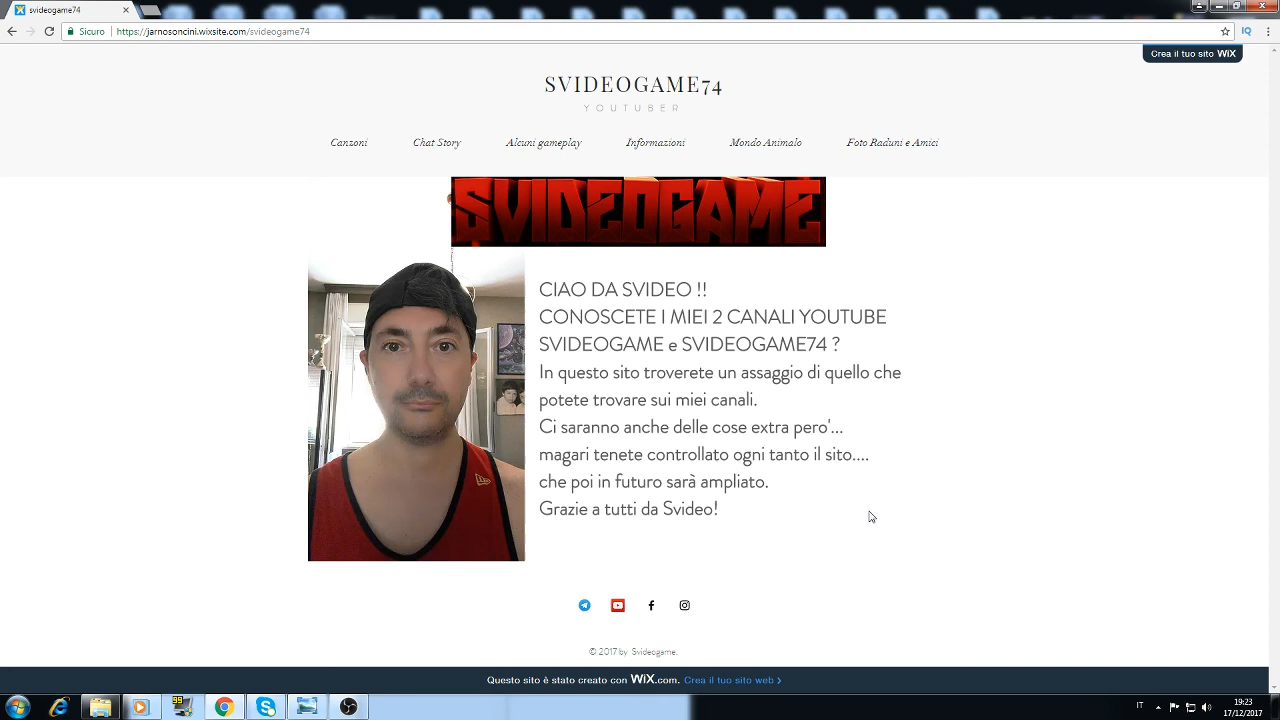 svideogame74
Sicuro
https://jarnosoncini.wixsite.com/svideogame74
Crea il tuo sito WiX
SVIDEOGAME74
YOUTUBER
Canzoni
Chat Story
Alcuni gameplay
Informazioni
Mondo Animalo
Foto Raduni e Amici
SVIDEOGAME
CIAO DA SVIDEO !!
CONOSCETE I MIEI 2 CANALI YOUTUBE
SVIDEOGAME e SVIDEOGAME74 ?
In questo sito troverete un assaggio di quello che
potete trovare sui miei canali.
Ci saranno anche delle cose extra pero'...
magari tenete controllato ogni tanto il sito....
che poi in futuro sarà ampliato.
Grazie a tutti da Svideo!
© 2017 by Svideogame.
Questo sito è stato creato con WiX.com. Crea il tuo sito web >
99
IT
19:23
17/12/2017